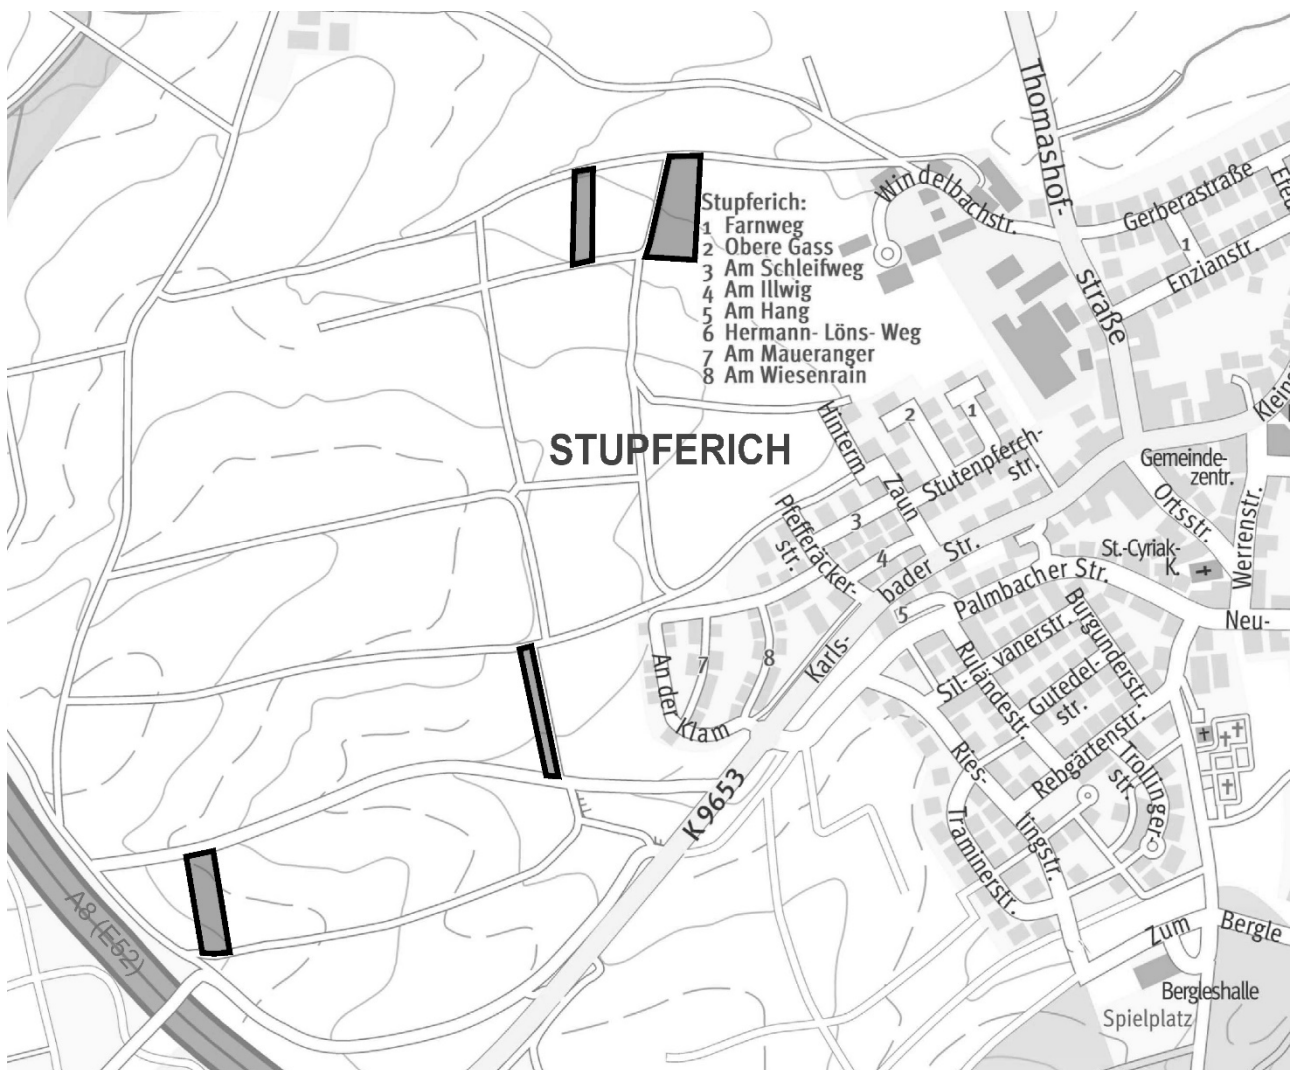 Thomashof-
straße
Windelbachstr.
Gerberastraße
1
Enzianstr.
Stupferich:
1 Farnweg
2 Obere Gass
3 Am Schleifweg
4 Am Illwig
5 Am Hang
6 Hermann- Löns- Weg
7 Am Maueranger
8 Am Wiesenrain
STUPFERICH
Hinterm
Zaun
2
1
Stutenpferch-
str.
Gemeinde-
zentr.
Ortsstr.
Werrenstr.
St.-Cyriak-
K.
Pfefferäcker-
str.
3
4
Karls-
bader Str.
5
Palmbacher Str.
Neu-
An der Klam
7
8
Ruländestr.
Sil-
vanerstr.
Burgunderstr.
Gutedel-
str.
Rebgärtenstr.
Trollinger-
str.
Ries-
lingstr.
Traminerstr.
K 9653
A8 (E52)
Zum Bergle
Bergleshalle
Spielplatz